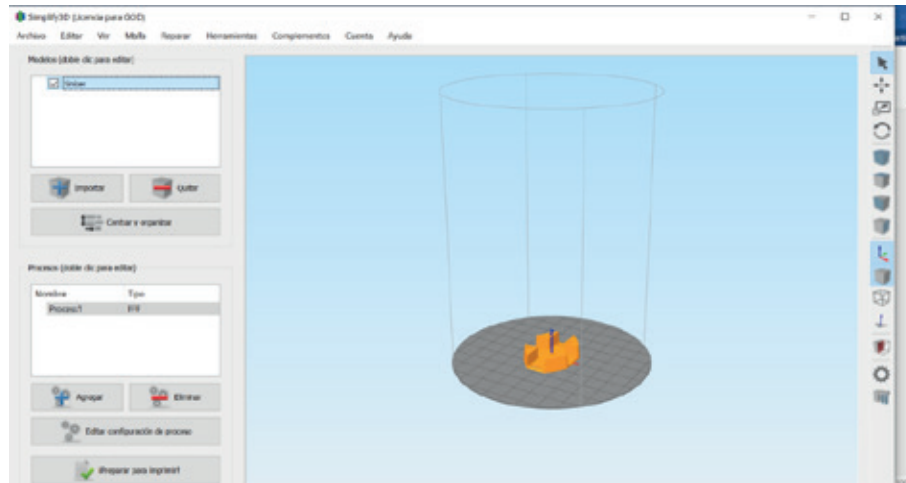 Simplify3D (Licencia para GOD)
Archivo Editar Ver Malla Reparar Herramientas Complementos Cuenta Ayuda
Modelos (doble clic para editar)
Importar Quitar
Centrar y organizar
Procesos (doble clic para editar)
Nombre Tipo
Process1 FFF
Agregar Eliminar
Editar configuración de proceso
¡Preparar para imprimir!